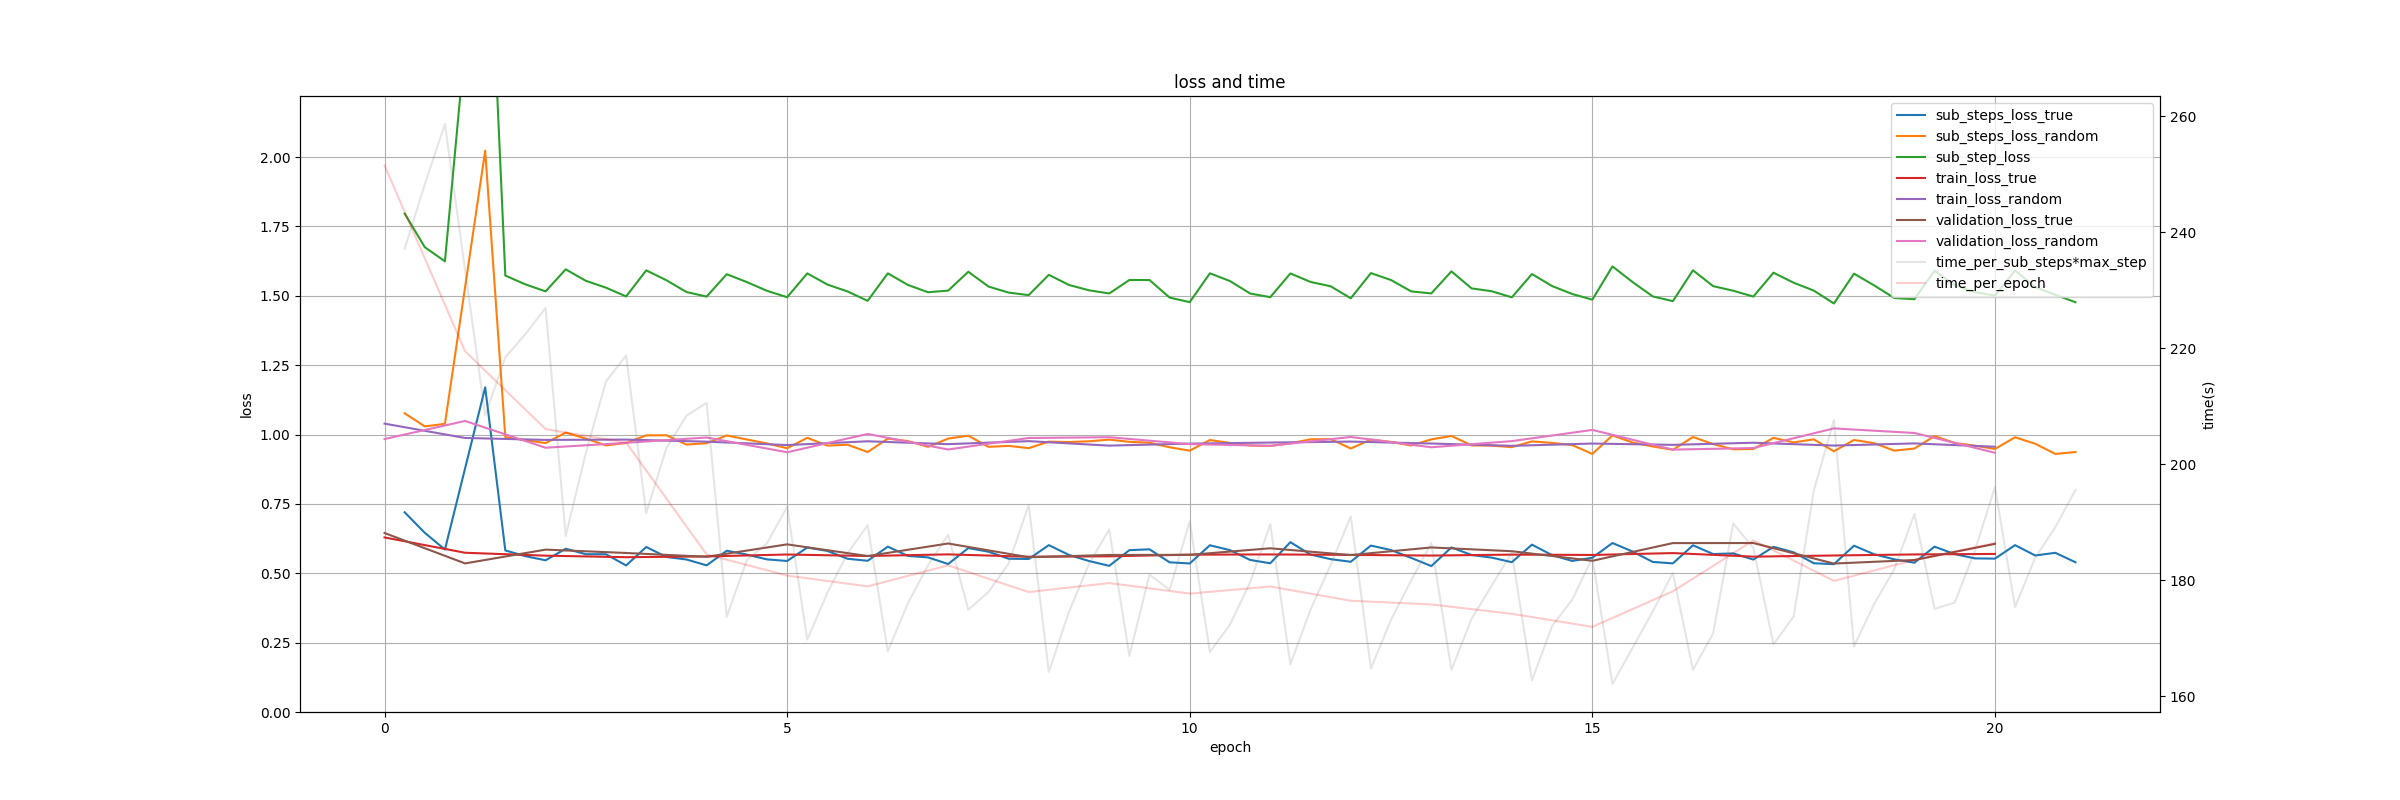 loss and time
loss
2.00
1.75
1.50
1.25
1.00
0.75
0.50
0.25
0.00
0
5
10
15
20
epoch
260
240
220
200
180
160
time(s)
sub_steps_loss_true
sub_steps_loss_random
sub_step_loss
train_loss_true
train_loss_random
validation_loss_true
validation_loss_random
time_per_sub_steps*max_step
time_per_epoch